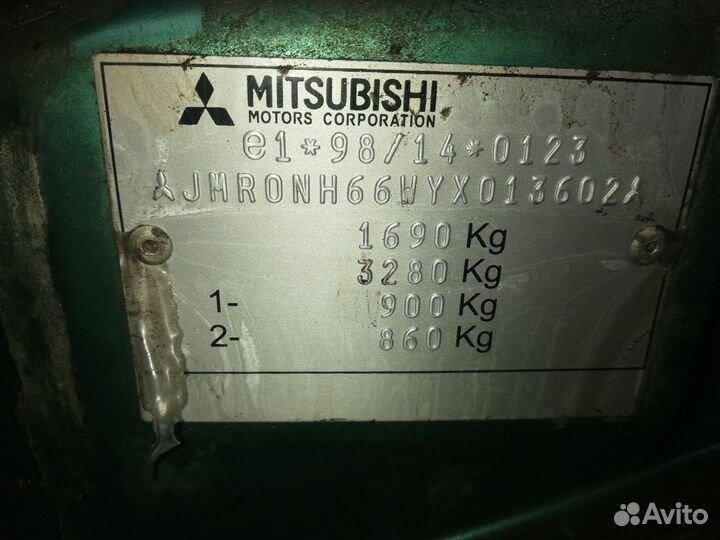 MITSUBISHI
MOTORS CORPORATION
e1*98/14*0123
JMR0NH66WYX013602
1690 Kg
3280 Kg
1- 900 Kg
2- 860 Kg
Avito